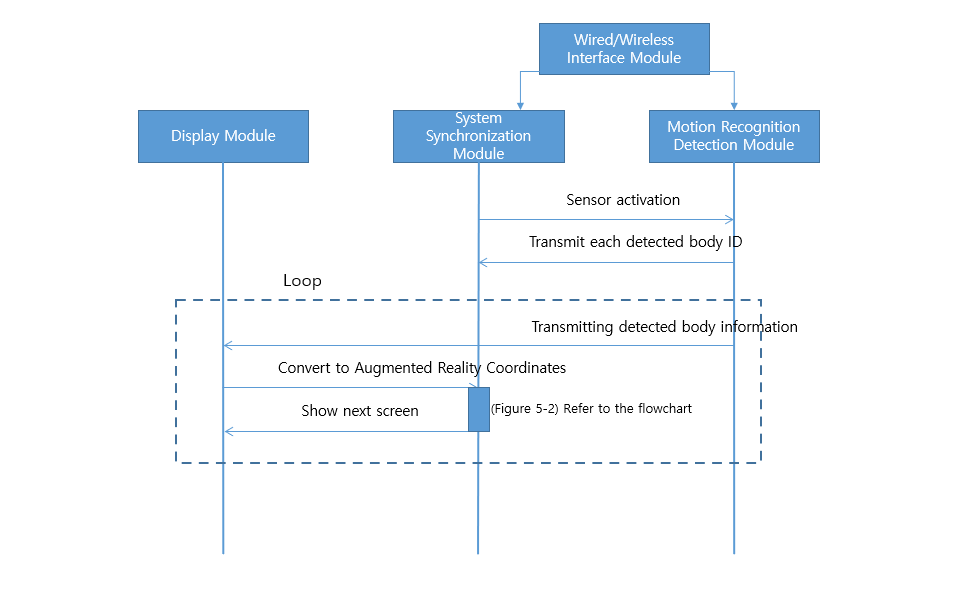 Wired/Wireless
Interface Module
Display Module
System
Synchronization
Module
Motion Recognition
Detection Module
Sensor activation
Transmit each detected body ID
Loop
Transmitting detected body information
Convert to Augmented Reality Coordinates
Show next screen
(Figure 5-2) Refer to the flowchart